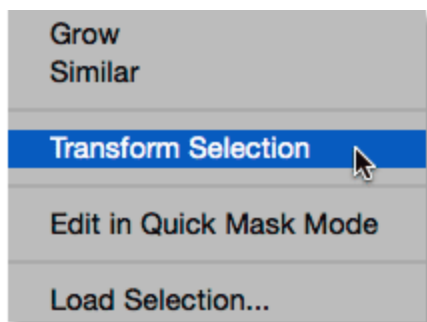 Grow
Similar
Transform Selection
Edit in Quick Mask Mode
Load Selection...